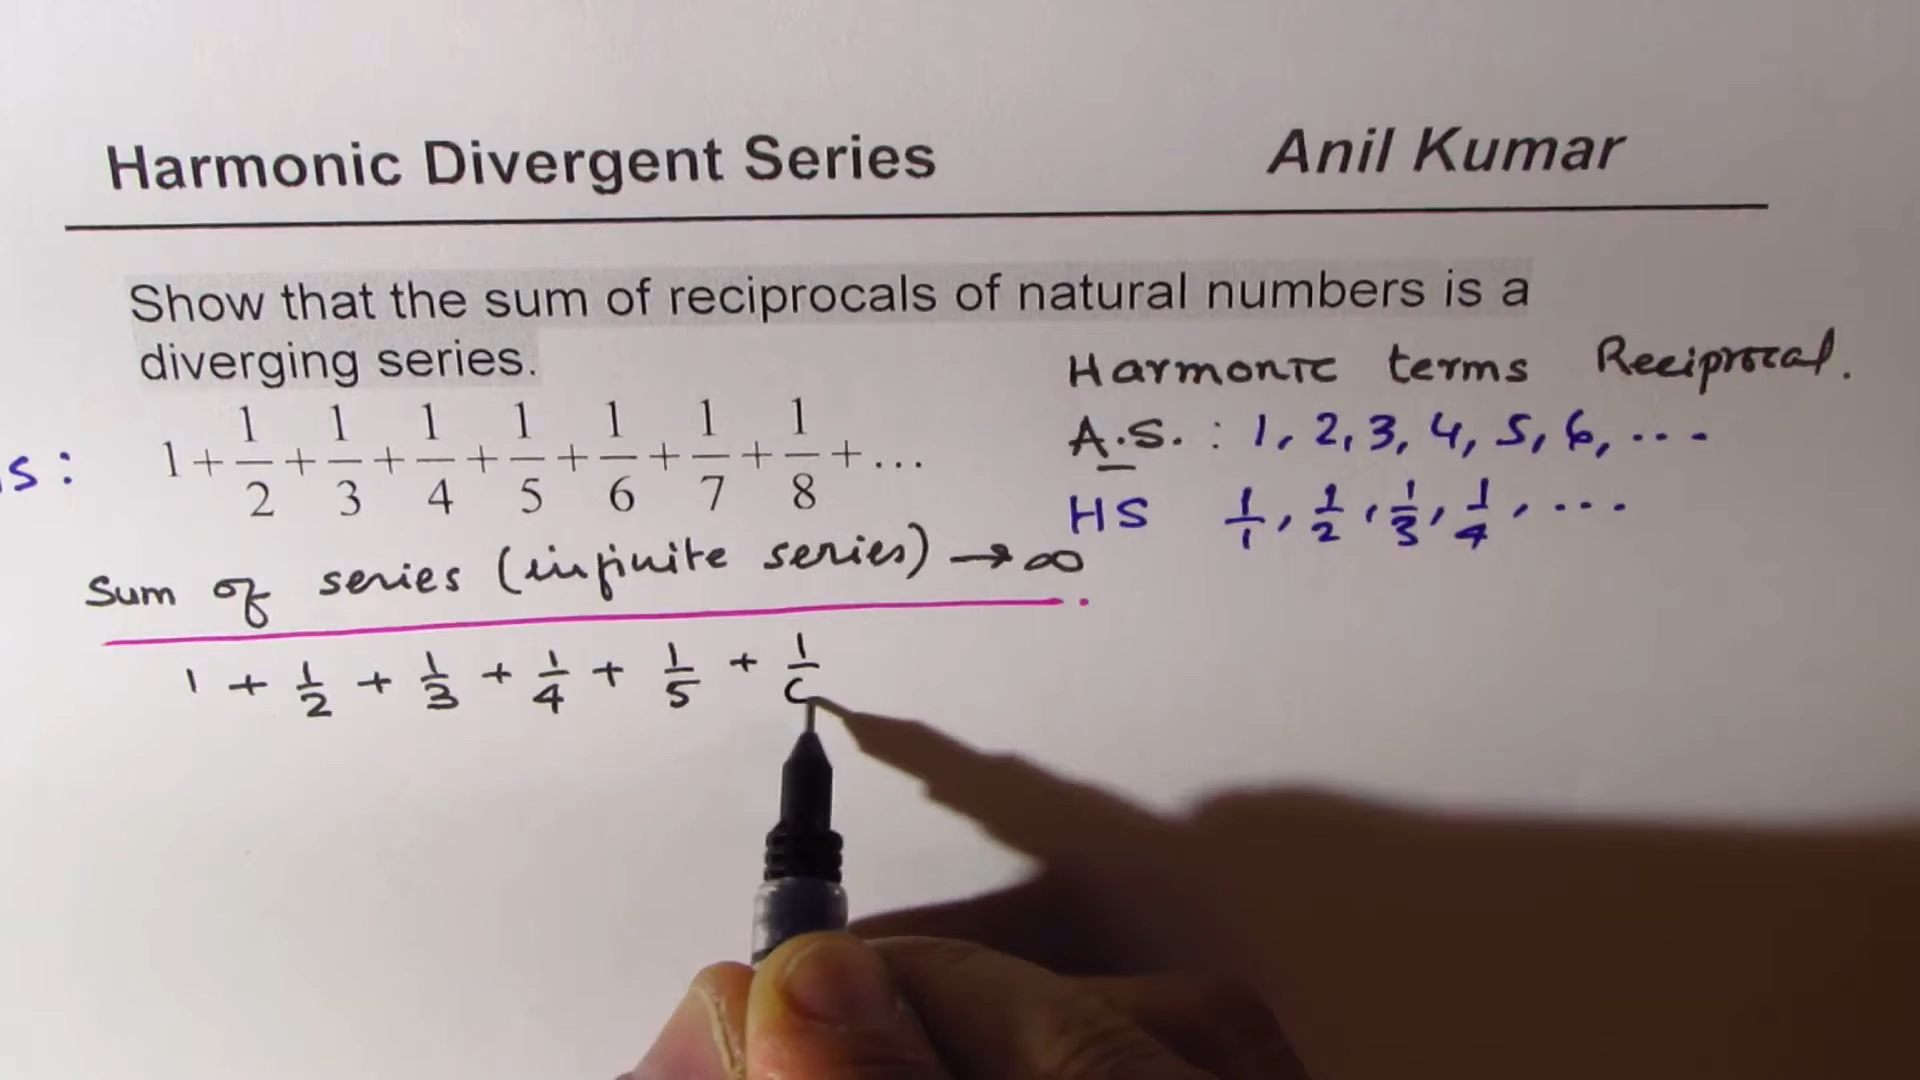 Harmonic Divergent Series Anil Kumar
Show that the sum of reciprocals of natural numbers is a
diverging series.
Harmonic terms Reciprocal.
A.S. : 1, 2, 3, 4, 5, 6, ...
HS 1/1, 1/2, 1/3, 1/4, ...
s : 1 + 1/2 + 1/3 + 1/4 + 1/5 + 1/6 + 1/7 + 1/8 + ...
Sum of series (infinite series) → ∞.
1 + 1/2 + 1/3 + 1/4 + 1/5 + 1/